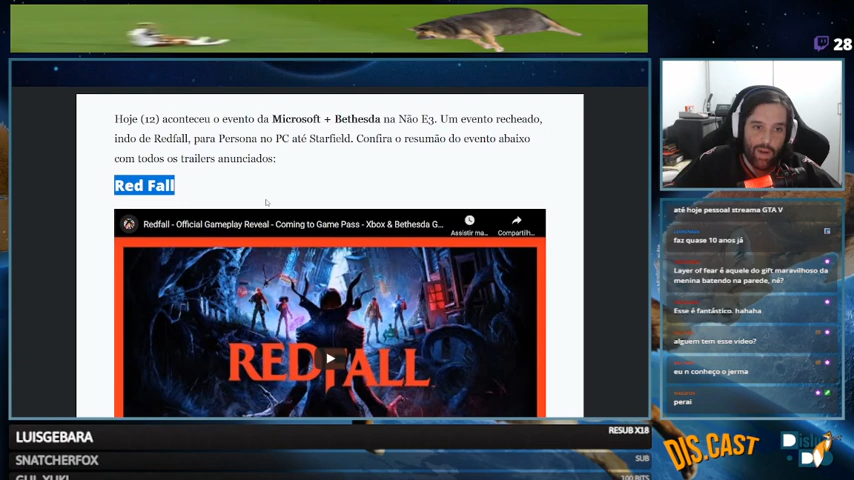 28
Hoje (12) aconteceu o evento da Microsoft + Bethesda na Não E3. Um evento recheado,
indo de Redfall, para Persona no PC até Starfield. Confira o resumão do evento abaixo
com todos os trailers anunciados:
Red Fall
Redfall - Official Gameplay Reveal - Coming to Game Pass - Xbox & Bethesda G...
Assistir ma...
Compartilh...
REDFALL
até hoje pessoal streama GTA V
faz quase 10 anos já
Layer of fear é aquele do gift maravilhoso da
menina batendo na parede, né?
Esse é fantástico. hahaha
alguem tem esse video?
eu n conheço o jerma
perai
LUISGEBARA
RESUB X18
SNATCHERFOX
SUB
100 BITS
DIS.CAST